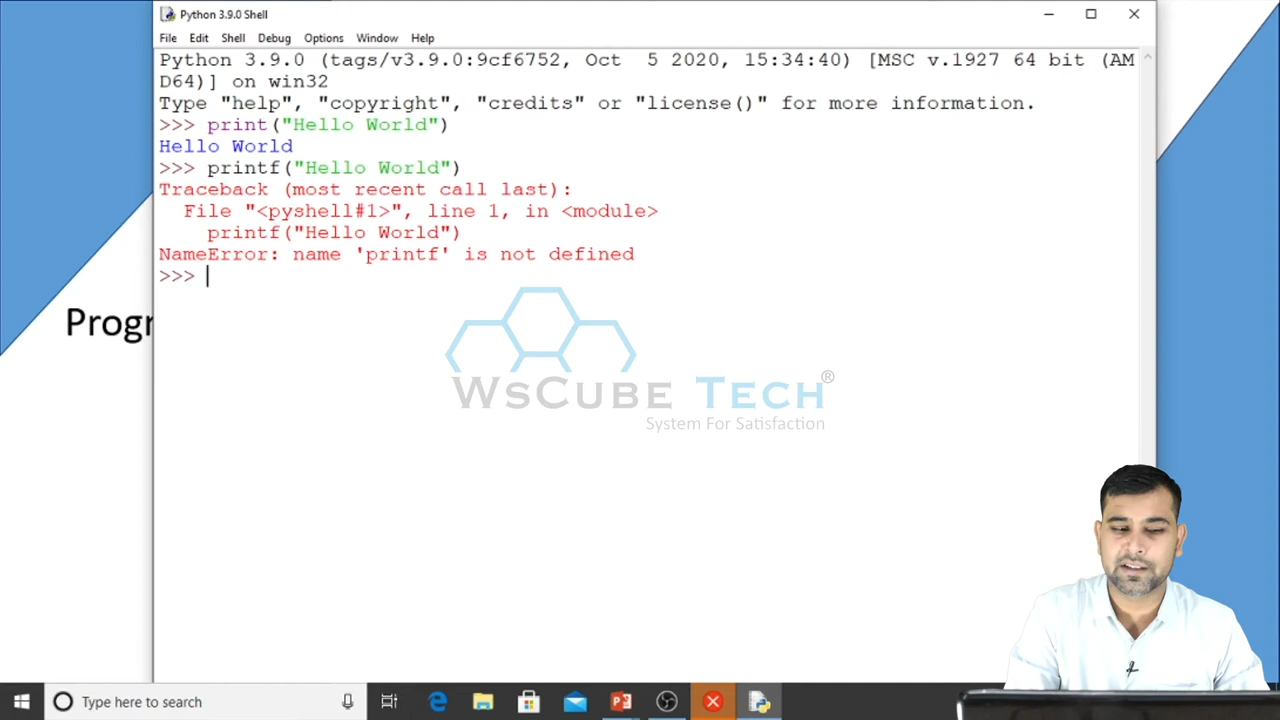 Python 3.9.0 Shell
File Edit Shell Debug Options Window Help
Python 3.9.0 (tags/v3.9.0:9cf6752, Oct  5 2020, 15:34:40) [MSC v.1927 64 bit (AM
D64)] on win32
Type "help", "copyright", "credits" or "license()" for more information.
>>> print("Hello World")
Hello World
>>> printf("Hello World")
Traceback (most recent call last):
  File "<pyshell#1>", line 1, in <module>
    printf("Hello World")
NameError: name 'printf' is not defined
>>>
Progr
WsCube Tech®
System For Satisfaction
Type here to search